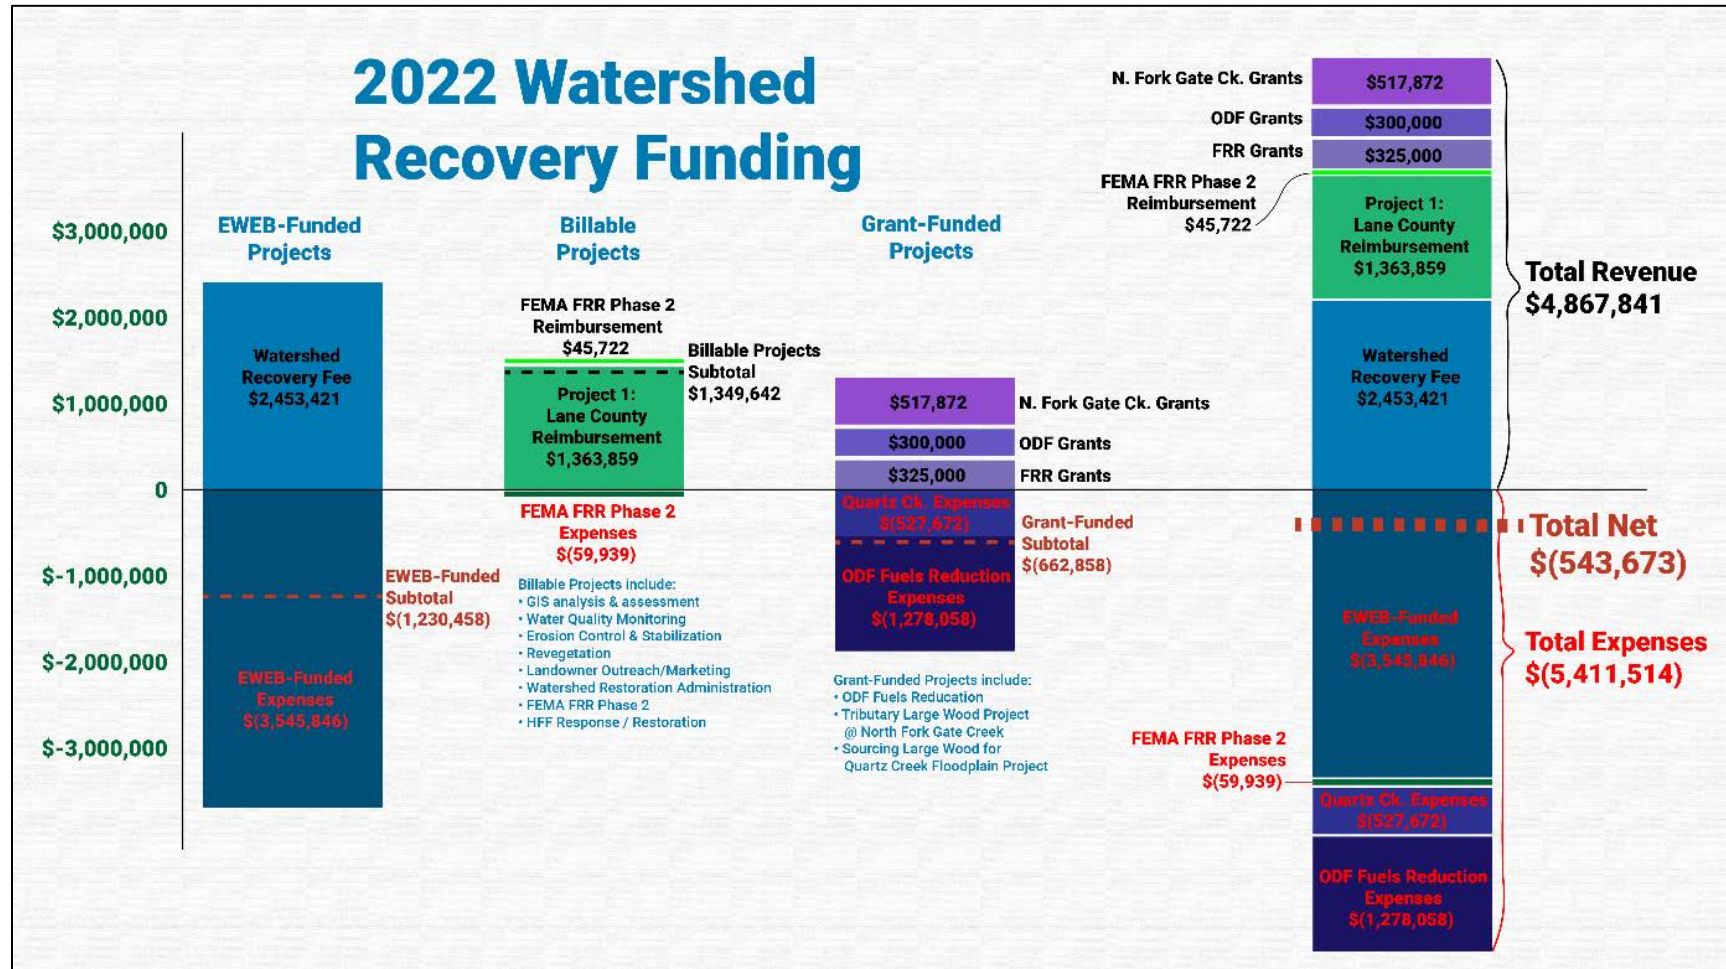 2022 Watershed
Recovery Funding
$3,000,000
$2,000,000
$1,000,000
0
$-1,000,000
$-2,000,000
$-3,000,000
EWEB-Funded
Projects
Watershed
Recovery Fee
$2,453,421
EWEB-Funded
Subtotal
$(1,230,458)
EWEB-Funded
Expenses
$(3,545,846)
Billable
Projects
FEMA FRR Phase 2
Reimbursement
$45,722
Billable Projects
Subtotal
$1,349,642
Project 1:
Lane County
Reimbursement
$1,363,859
FEMA FRR Phase 2
Expenses
$(59,939)
Billable Projects include:
• GIS analysis & assessment
• Water Quality Monitoring
• Erosion Control & Stabilization
• Revegetation
• Landowner Outreach/Marketing
• Watershed Restoration Administration
• FEMA FRR Phase 2
• HFF Response / Restoration
Grant-Funded
Projects
$517,872
N. Fork Gate Ck. Grants
$300,000
ODF Grants
$325,000
FRR Grants
Quartz Ck. Expenses
$(527,672)
Grant-Funded
Subtotal
$(662,858)
ODF Fuels Reduction
Expenses
$(1,278,058)
Grant-Funded Projects include:
• ODF Fuels Reducation
• Tributary Large Wood Project
@ North Fork Gate Creek
• Sourcing Large Wood for
Quartz Creek Floodplain Project
N. Fork Gate Ck. Grants
$517,872
ODF Grants
$300,000
FRR Grants
$325,000
FEMA FRR Phase 2
Reimbursement
$45,722
Project 1:
Lane County
Reimbursement
$1,363,859
Total Revenue
$4,867,841
Watershed
Recovery Fee
$2,453,421
Total Net
$(543,673)
EWEB-Funded
Expenses
$(3,545,846)
Total Expenses
$(5,411,514)
FEMA FRR Phase 2
Expenses
$(59,939)
Quartz Ck. Expenses
$(527,672)
ODF Fuels Reduction
Expenses
$(1,278,058)